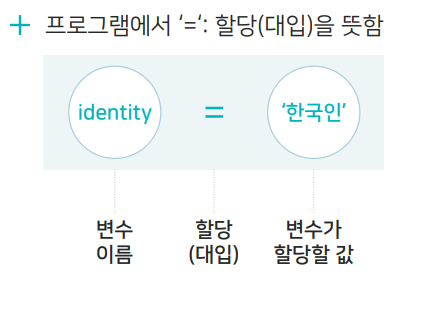 + 프로그램에서 ‘=‘: 할당(대입)을 뜻함
identity = ‘한국인’
변수 이름
할당 (대입)
변수가 할당할 값